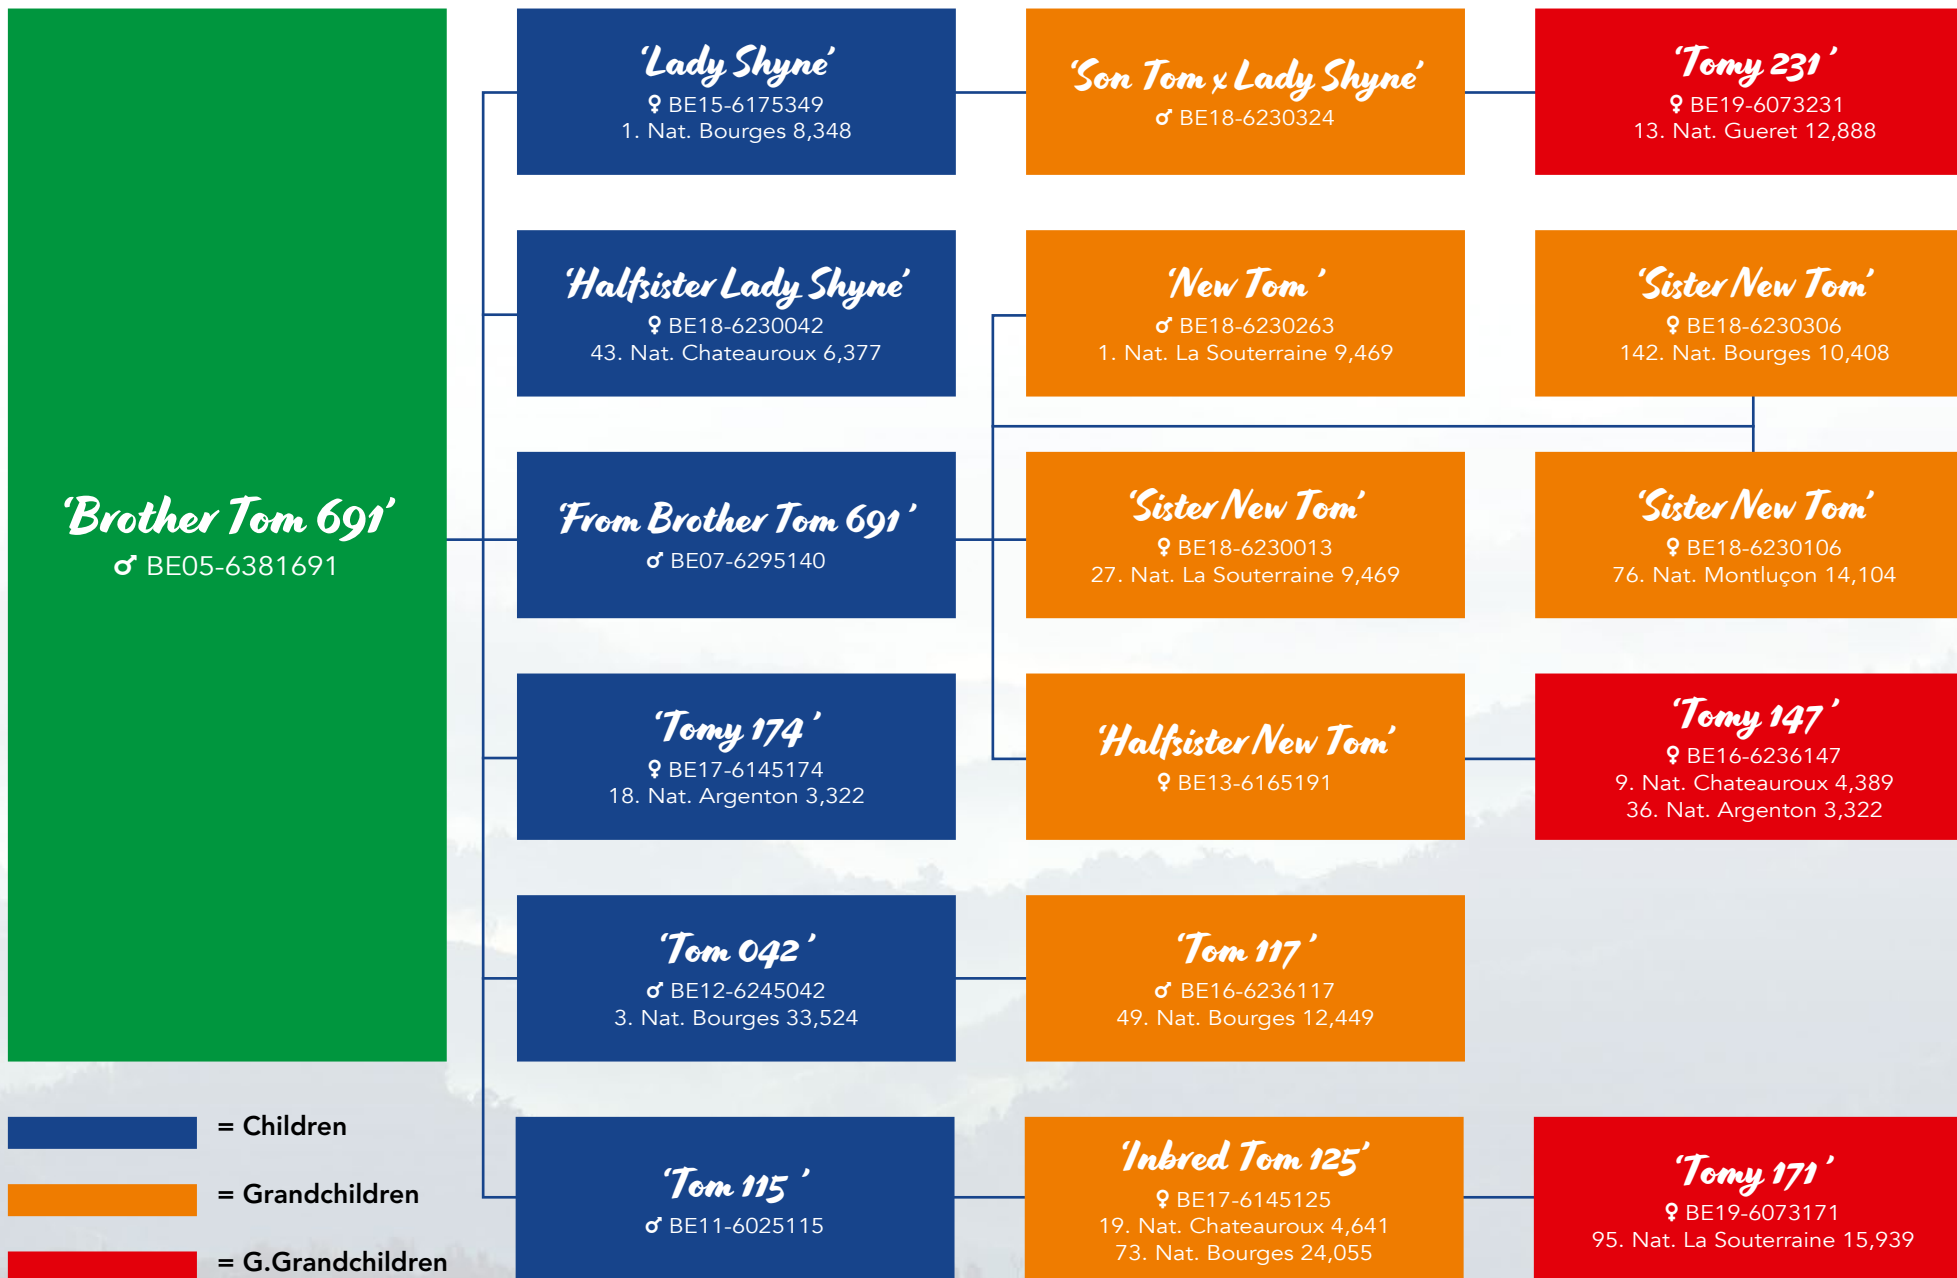 ‘Brother Tom 691’
♂ BE05-6381691
‘Lady Shyne’
♀ BE15-6175349
1. Nat. Bourges 8,348
‘Son Tom x Lady Shyne’
♂ BE18-6230324
‘Tomy 231’
♀ BE19-6073231
13. Nat. Gueret 12,888
‘Halfsister Lady Shyne’
♀ BE18-6230042
43. Nat. Chateauroux 6,377
‘New Tom’
♂ BE18-6230263
1. Nat. La Souterraine 9,469
‘Sister New Tom’
♀ BE18-6230306
142. Nat. Bourges 10,408
‘From Brother Tom 691’
♂ BE07-6295140
‘Sister New Tom’
♀ BE18-6230013
27. Nat. La Souterraine 9,469
‘Sister New Tom’
♀ BE18-6230106
76. Nat. Montluçon 14,104
‘Tomy 174’
♀ BE17-6145174
18. Nat. Argenton 3,322
‘Halfsister New Tom’
♀ BE13-6165191
‘Tomy 147’
♀ BE16-6236147
9. Nat. Chateauroux 4,389
36. Nat. Argenton 3,322
‘Tom 042’
♂ BE12-6245042
3. Nat. Bourges 33,524
‘Tom 117’
♂ BE16-6236117
49. Nat. Bourges 12,449
‘Tom 115’
♂ BE11-6025115
‘Inbred Tom 125’
♀ BE17-6145125
19. Nat. Chateauroux 4,641
73. Nat. Bourges 24,055
‘Tomy 171’
♀ BE19-6073171
95. Nat. La Souterraine 15,939
= Children
= Grandchildren
= G.Grandchildren